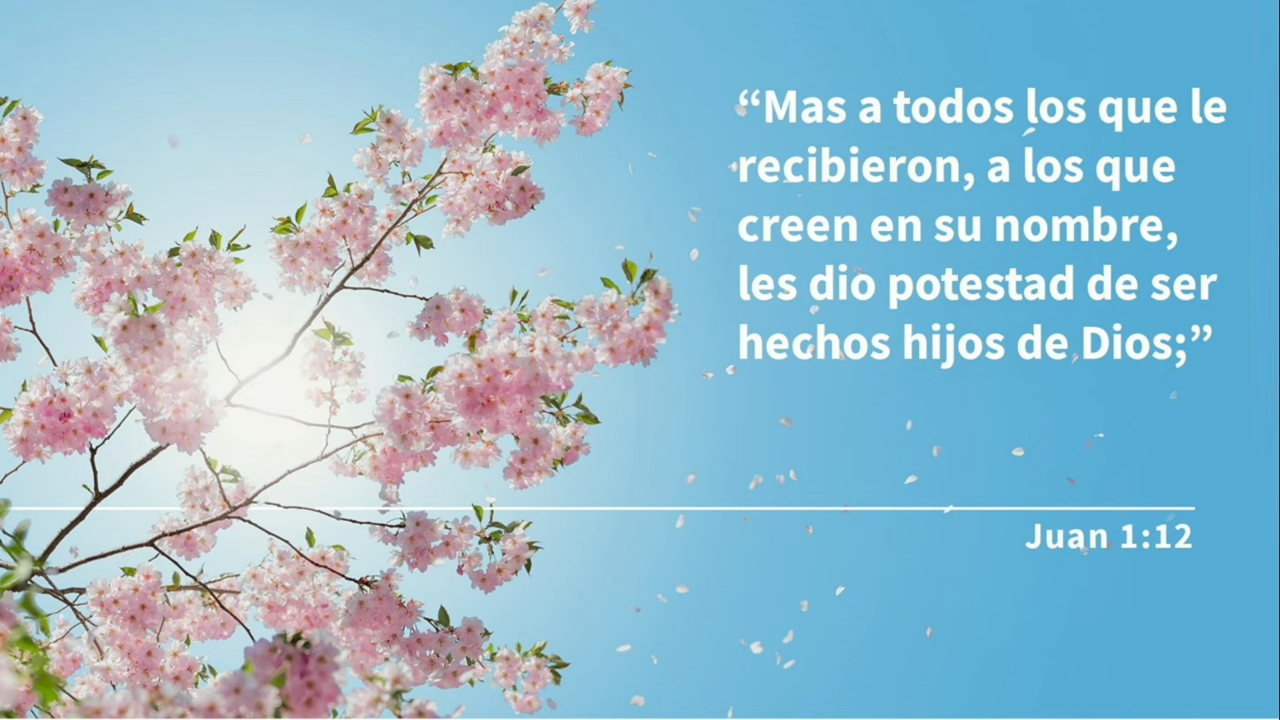 “Mas a todos los que le
recibieron, a los que
creen en su nombre,
les dio potestad de ser
hechos hijos de Dios;”
Juan 1:12